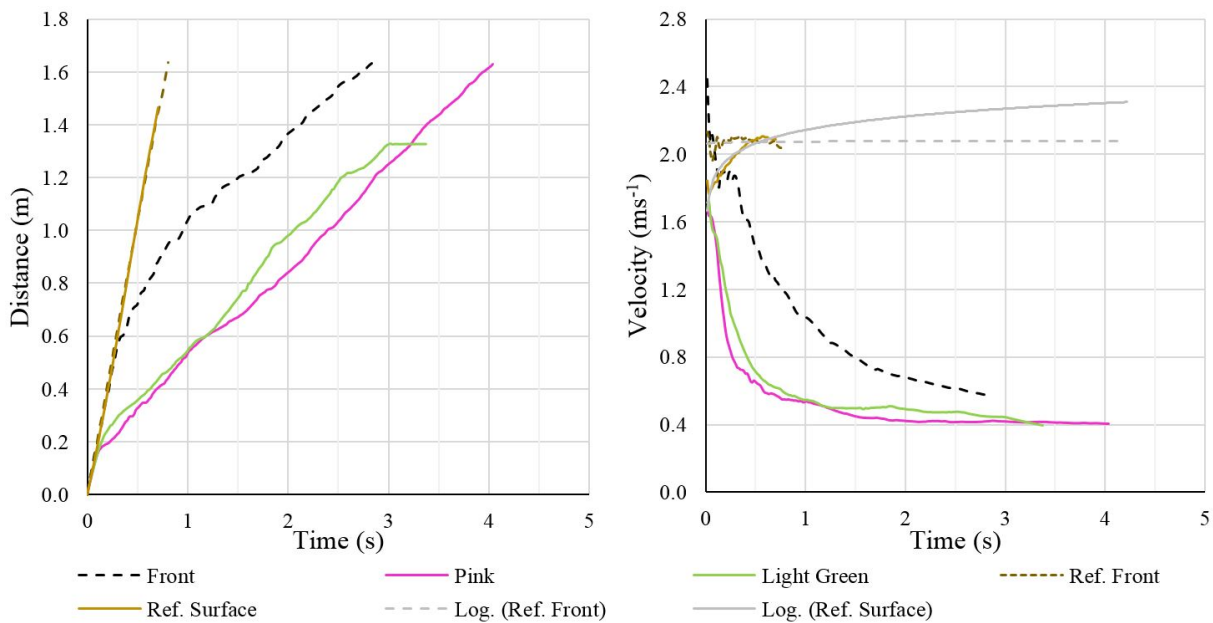 Distance (m)
1.8
1.6
1.4
1.2
1.0
0.8
0.6
0.4
0.2
0.0
0 1 2 3 4 5
Time (s)
Velocity (ms⁻¹)
2.8
2.4
2.0
1.6
1.2
0.8
0.4
0.0
0 1 2 3 4 5
Time (s)
Front Pink Light Green Ref. Front
Ref. Surface Log. (Ref. Front) Log. (Ref. Surface)